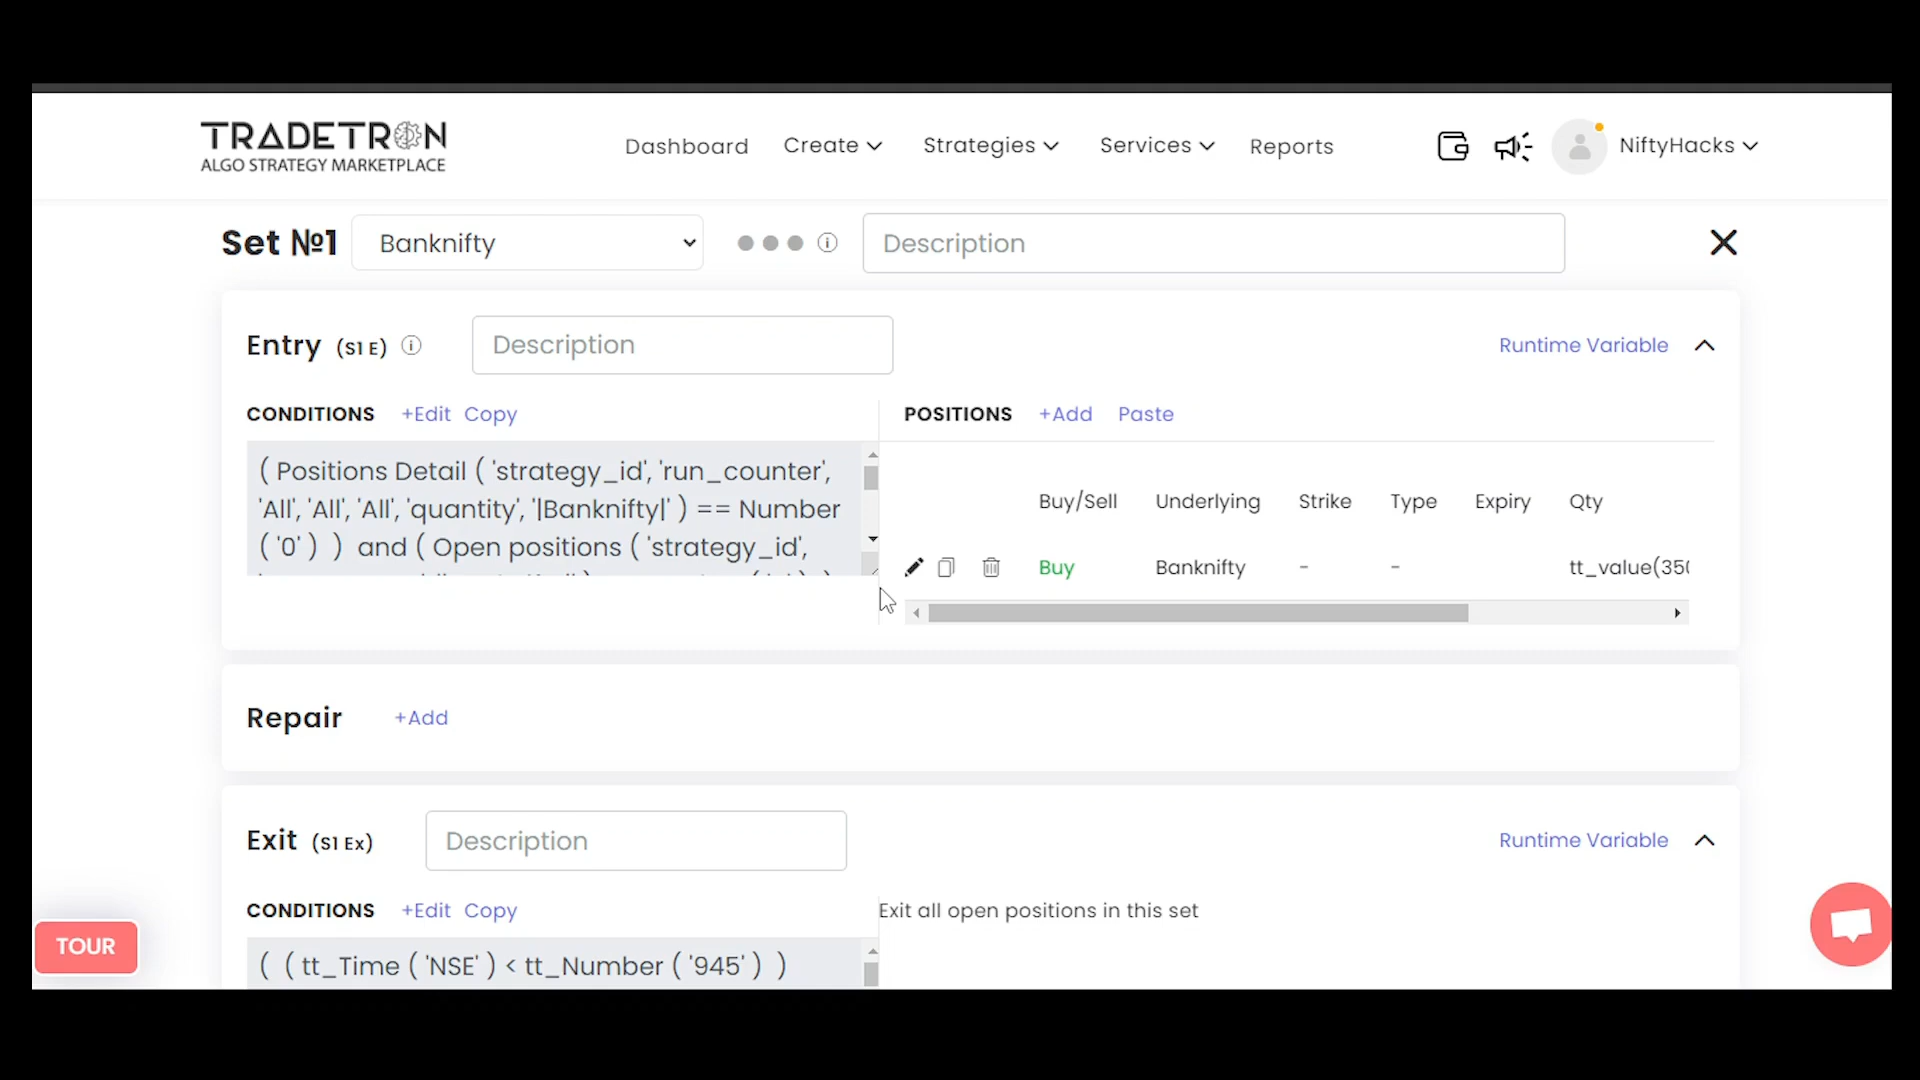 TRADETRON
ALGO STRATEGY MARKETPLACE
Dashboard Create Strategies Services Reports NiftyHacks
Set №1 Banknifty Description
Entry (S1 E) Description Runtime Variable
CONDITIONS +Edit Copy
( Positions Detail ( 'strategy_id', 'run_counter',
'All', 'All', 'All', 'quantity', '|Banknifty|' ) == Number
( '0' ) ) and ( Open positions ( 'strategy_id',
POSITIONS +Add Paste
Buy/Sell Underlying Strike Type Expiry Qty
Buy Banknifty - - tt_value(350
Repair +Add
Exit (S1 Ex) Description Runtime Variable
CONDITIONS +Edit Copy
Exit all open positions in this set
( ( tt_Time ( 'NSE' ) < tt_Number ( '945' ) )
TOUR